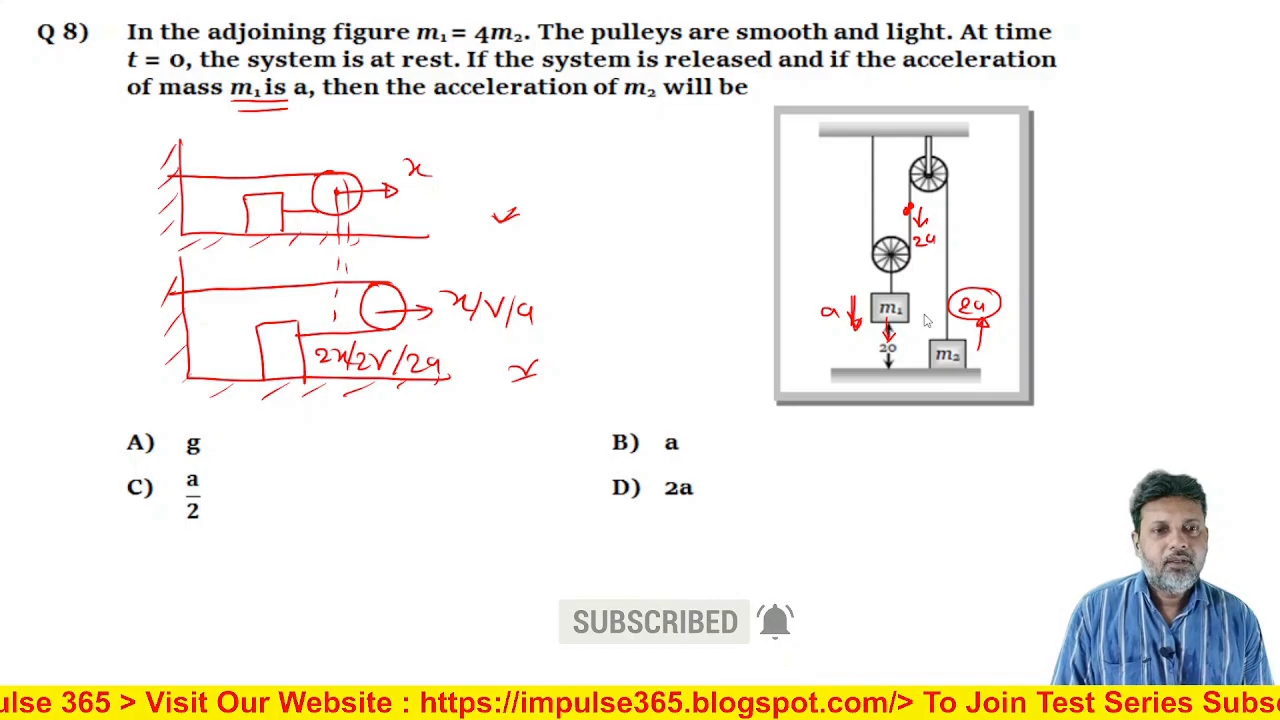 Q 8) In the adjoining figure m₁ = 4m₂. The pulleys are smooth and light. At time
t = 0, the system is at rest. If the system is released and if the acceleration
of mass m₁ is a, then the acceleration of m₂ will be
x
x/v/a
2x/2v/2a
2a
a
m₁
2a
20
m₂
A) g
B) a
C) a/2
D) 2a
SUBSCRIBED
ulse 365 > Visit Our Website : https://impulse365.blogspot.com/> To Join Test Series Subs